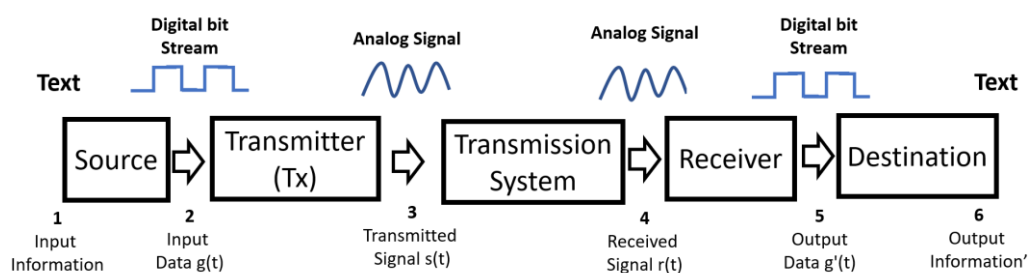 Digital bit
Stream
Analog Signal
Analog Signal
Digital bit
Stream
Text
Text
Source
Transmitter
(Tx)
Transmission
System
Receiver
Destination
1
Input
Information
2
Input
Data g(t)
3
Transmitted
Signal s(t)
4
Received
Signal r(t)
5
Output
Data g'(t)
6
Output
Information’